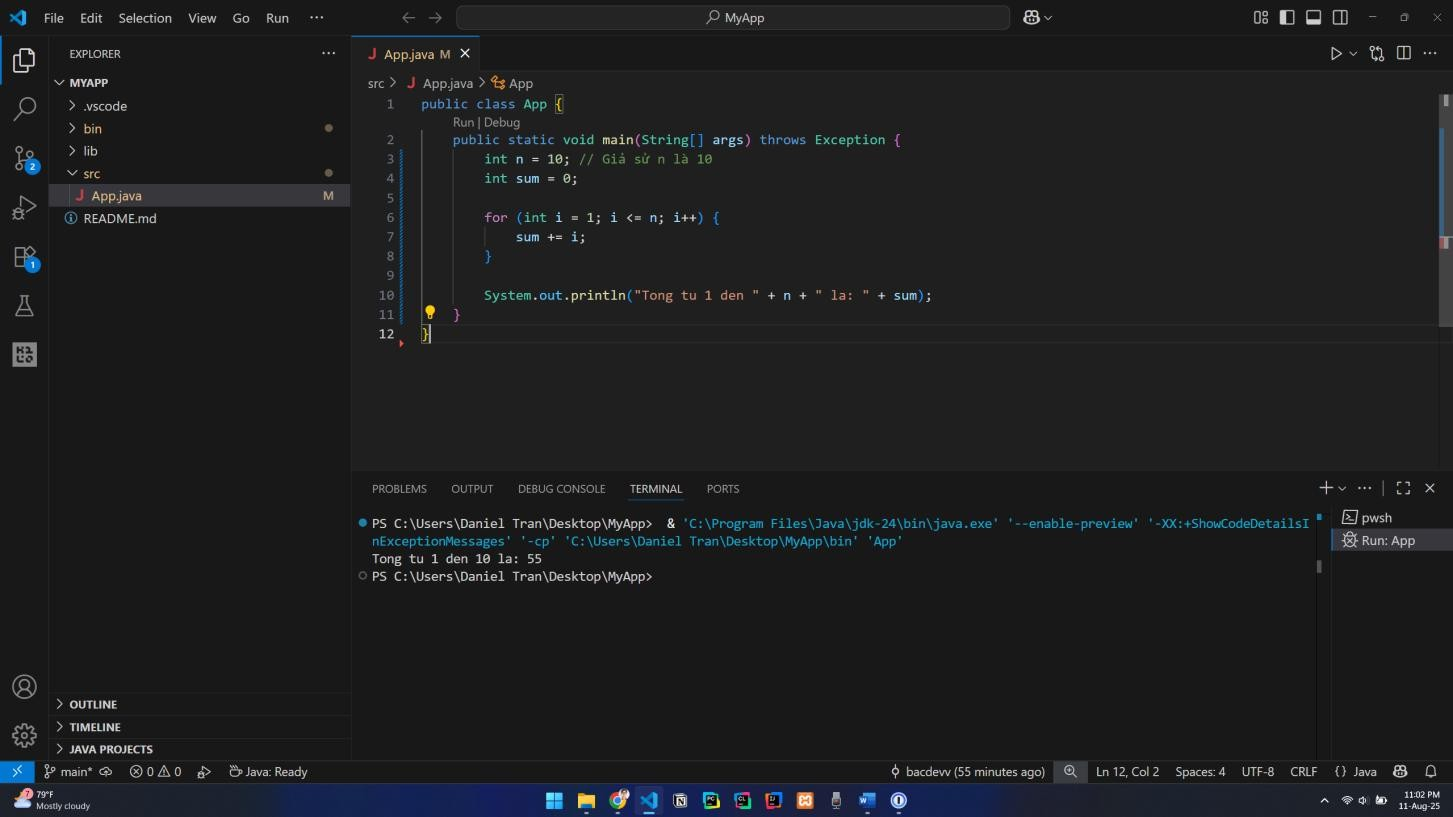 File Edit Selection View Go Run ···
MyApp
EXPLORER
MYAPP
.vscode
bin
lib
src
App.java M
README.md
OUTLINE
TIMELINE
JAVA PROJECTS
2
1
App.java M
src > App.java > App
1 public class App {
Run | Debug
2 public static void main(String[] args) throws Exception {
3 int n = 10; // Giả sử n là 10
4 int sum = 0;
5
6 for (int i = 1; i <= n; i++) {
7 sum += i;
8 }
9
10 System.out.println("Tong tu 1 den " + n + " la: " + sum);
11 }
12 }
PROBLEMS OUTPUT DEBUG CONSOLE TERMINAL PORTS
PS C:\Users\Daniel Tran\Desktop\MyApp> & 'C:\Program Files\Java\jdk-24\bin\java.exe' '--enable-preview' '-XX:+ShowCodeDetailsI
nExceptionMessages' '-cp' 'C:\Users\Daniel Tran\Desktop\MyApp\bin' 'App'
Tong tu 1 den 10 la: 55
PS C:\Users\Daniel Tran\Desktop\MyApp>
pwsh
Run: App
main* 0 0 Java: Ready bacdevv (55 minutes ago) Ln 12, Col 2 Spaces: 4 UTF-8 CRLF {} Java
7
79°F
Mostly cloudy
11:02 PM
11-Aug-25